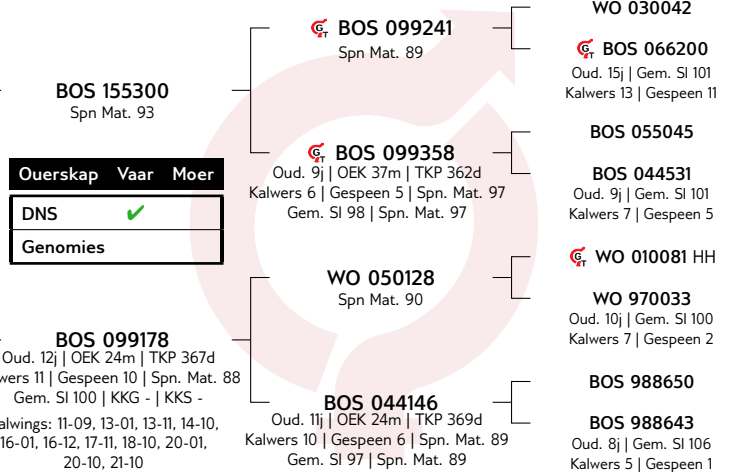 BOS 155300
Spn Mat. 93
Ouerskap Vaar Moer
DNS ✔
Genomies
BOS 099178
Oud. 12j | OEK 24m | TKP 367d
wers 11 | Gespeen 10 | Spn. Mat. 88
Gem. SI 100 | KKG - | KKS -
alwings: 11-09, 13-01, 13-11, 14-10,
16-01, 16-12, 17-11, 18-10, 20-01,
20-10, 21-10
GT BOS 099241
Spn Mat. 89
GT BOS 099358
Oud. 9j | OEK 37m | TKP 362d
Kalwers 6 | Gespeen 5 | Spn. Mat. 97
Gem. SI 98 | Spn. Mat. 97
WO 050128
Spn Mat. 90
BOS 044146
Oud. 11j | OEK 24m | TKP 369d
Kalwers 10 | Gespeen 6 | Spn. Mat. 89
Gem. SI 97 | Spn. Mat. 89
WO 030042
GT BOS 066200
Oud. 15j | Gem. SI 101
Kalwers 13 | Gespeen 11
BOS 055045
BOS 044531
Oud. 9j | Gem. SI 101
Kalwers 7 | Gespeen 5
GT WO 010081 HH
WO 970033
Oud. 10j | Gem. SI 100
Kalwers 7 | Gespeen 2
BOS 988650
BOS 988643
Oud. 8j | Gem. SI 106
Kalwers 5 | Gespeen 1